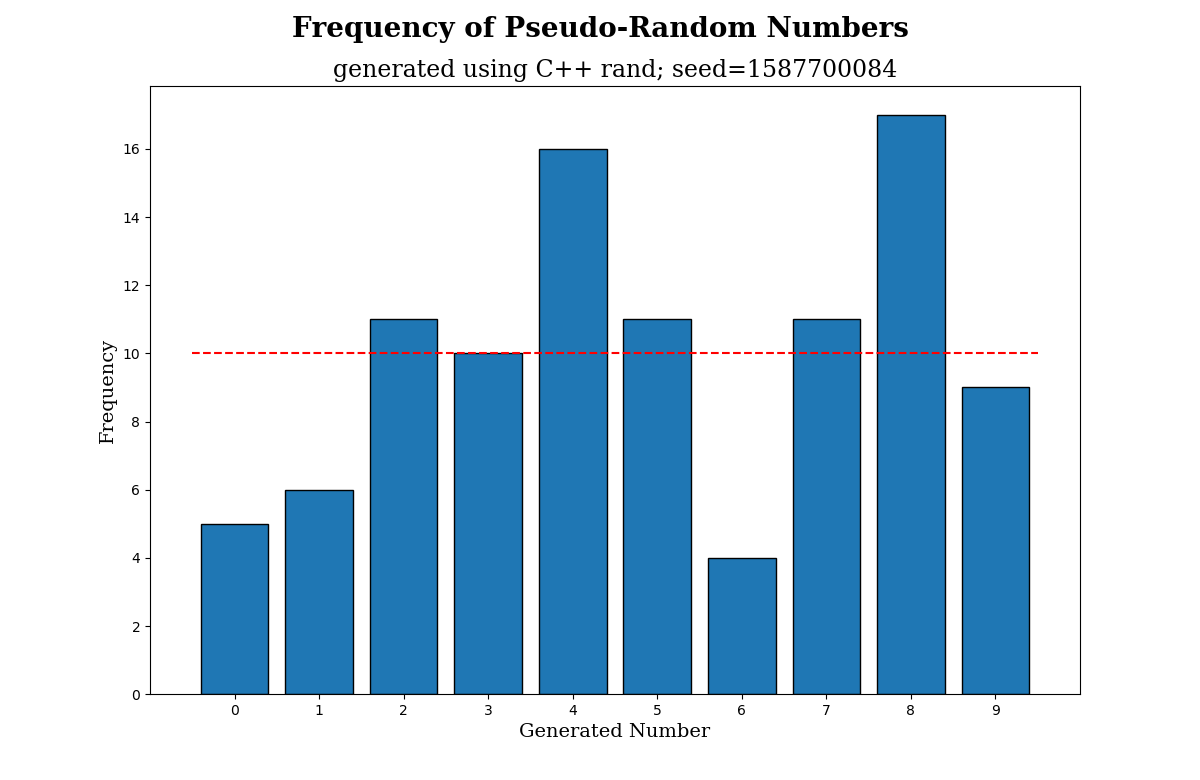 Frequency of Pseudo-Random Numbers
generated using C++ rand; seed=1587700084
Frequency
16
14
12
10
8
6
4
2
0
0 1 2 3 4 5 6 7 8 9
Generated Number